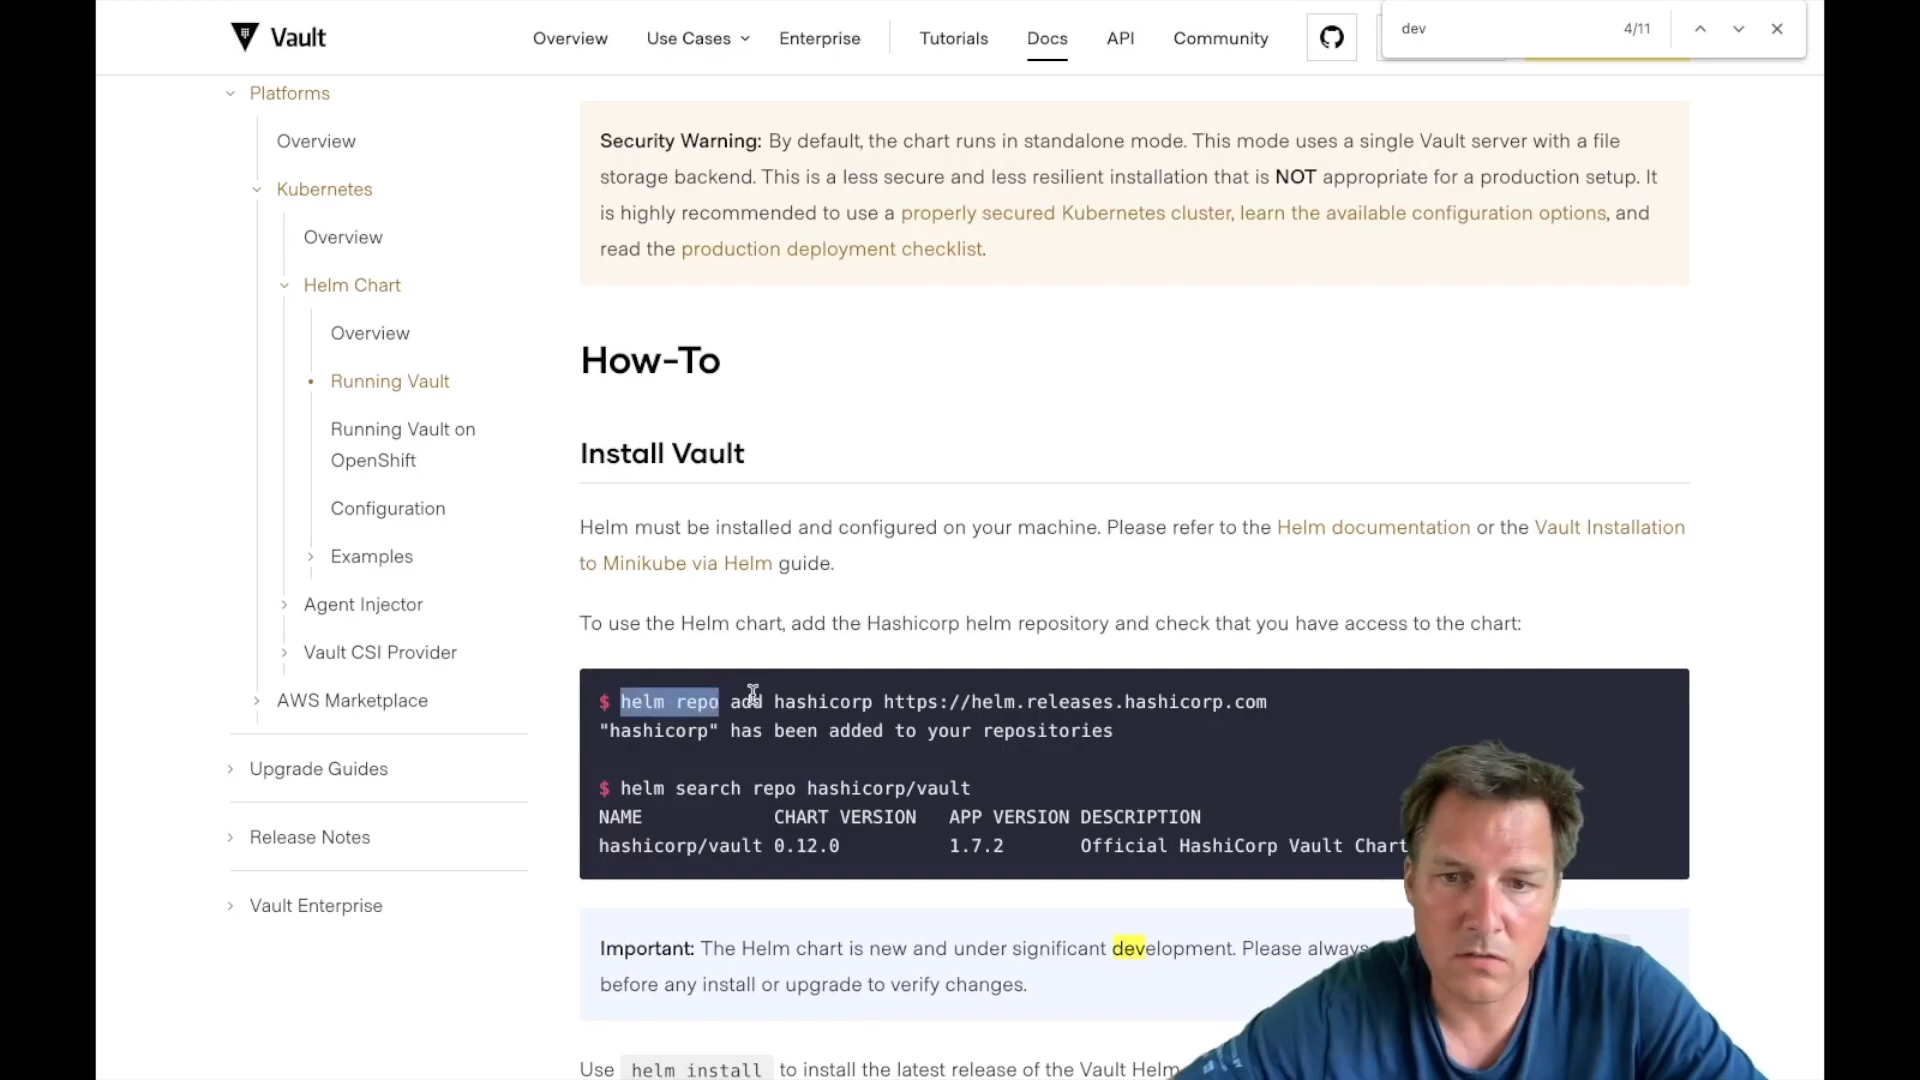 Vault
Overview
Use Cases
Enterprise
Tutorials
Docs
API
Community
dev
4/11
Platforms
Overview
Kubernetes
Overview
Helm Chart
Overview
Running Vault
Running Vault on
OpenShift
Configuration
Examples
Agent Injector
Vault CSI Provider
AWS Marketplace
Upgrade Guides
Release Notes
Vault Enterprise
Security Warning: By default, the chart runs in standalone mode. This mode uses a single Vault server with a file
storage backend. This is a less secure and less resilient installation that is NOT appropriate for a production setup. It
is highly recommended to use a properly secured Kubernetes cluster, learn the available configuration options, and
read the production deployment checklist.
How-To
Install Vault
Helm must be installed and configured on your machine. Please refer to the Helm documentation or the Vault Installation
to Minikube via Helm guide.
To use the Helm chart, add the Hashicorp helm repository and check that you have access to the chart:
$ helm repo add hashicorp https://helm.releases.hashicorp.com
"hashicorp" has been added to your repositories
$ helm search repo hashicorp/vault
NAME CHART VERSION APP VERSION DESCRIPTION
hashicorp/vault 0.12.0 1.7.2 Official HashiCorp Vault Chart
Important: The Helm chart is new and under significant development. Please always
before any install or upgrade to verify changes.
Use helm install to install the latest release of the Vault Helm